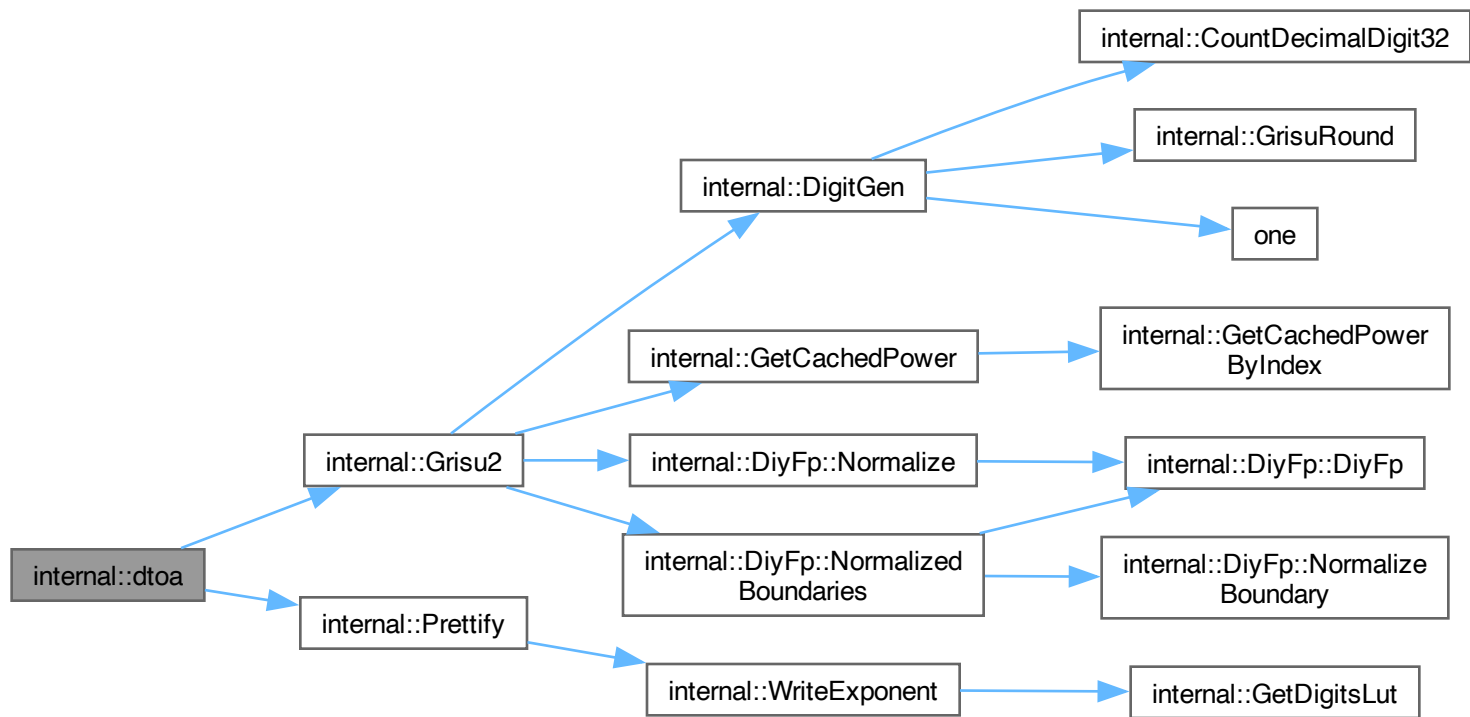 internal::CountDecimalDigit32
internal::GrisuRound
internal::DigitGen
one
internal::GetCachedPower
internal::GetCachedPower
ByIndex
internal::Grisu2
internal::DiyFp::Normalize
internal::DiyFp::DiyFp
internal::dtoa
internal::DiyFp::Normalized
Boundaries
internal::DiyFp::Normalize
Boundary
internal::Prettify
internal::WriteExponent
internal::GetDigitsLut